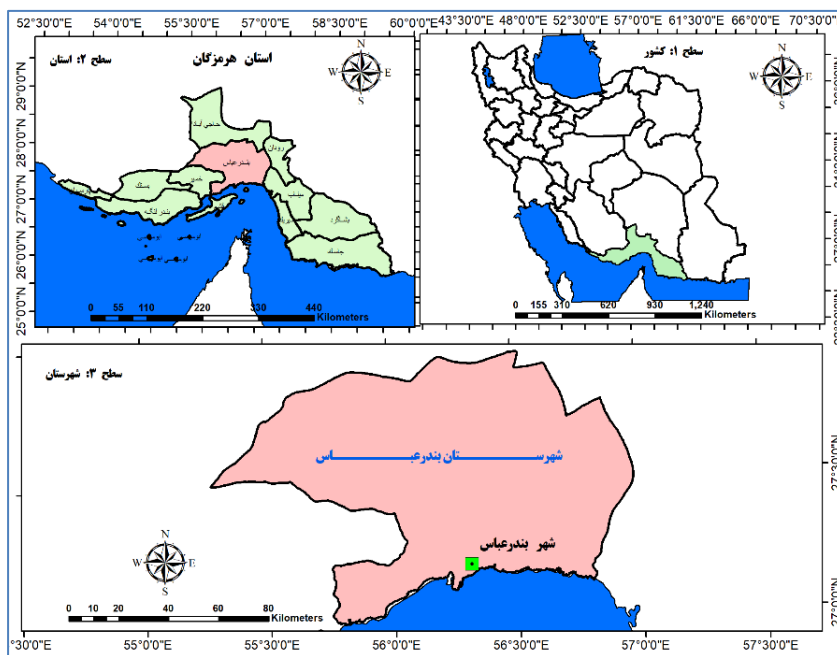 52°30'0"E 54°0'0"E 55°30'0"E 57°0'0"E 58°30'0"E 60°0'0"E
سطح ۲: استان
استان هرمزگان
N
W E
S
29°0'0"N
28°0'0"N
27°0'0"N
26°0'0"N
25°0'0"N
حاجی آباد
رودان
بندرعباس
خمیر
بستک
بندرلنگه
میناب
بشاگرد
جاسک
ابوموسی
ابوموسی
ابوموسی
ابوموسی
0 55 110 220 330 440
Kilometers
43°30'0"E 48°0'0"E 52°30'0"E 57°0'0"E 61°30'0"E 66°0'0"E 70°30'0"E
سطح ۱: کشور
N
W E
S
0 155 310 620 930 1,240
Kilometers
سطح ۳: شهرستان
شهرستان بندرعباس
شهر بندرعباس
N
W E
S
0 5 10 20 40 60 80
Kilometers
27°30'0"N
27°0'0"N
55°0'0"E 55°30'0"E 56°0'0"E 56°30'0"E 57°0'0"E 57°30'0"E